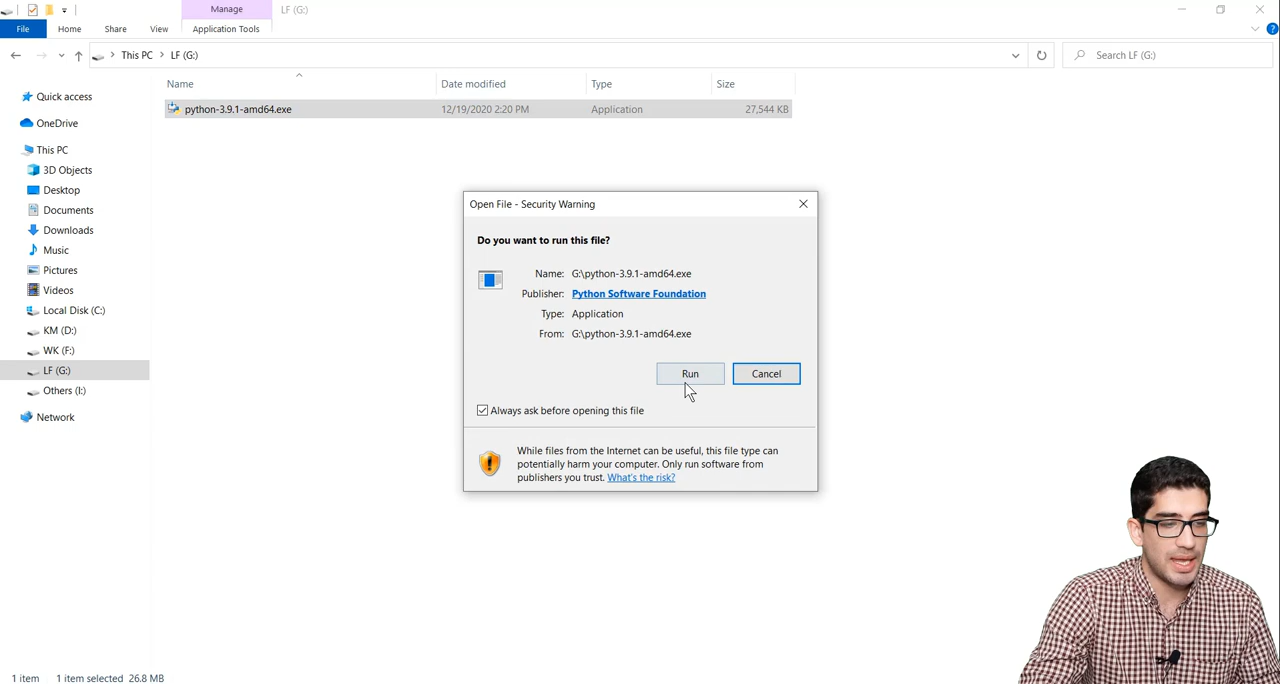 Manage
LF (G:)
File
Home
Share
View
Application Tools
This PC
LF (G:)
Search LF (G:)
Name
Date modified
Type
Size
python-3.9.1-amd64.exe
12/19/2020 2:20 PM
Application
27,544 KB
Quick access
OneDrive
This PC
3D Objects
Desktop
Documents
Downloads
Music
Pictures
Videos
Local Disk (C:)
KM (D:)
WK (F:)
LF (G:)
Others (I:)
Network
Open File - Security Warning
Do you want to run this file?
Name: G:\python-3.9.1-amd64.exe
Publisher: Python Software Foundation
Type: Application
From: G:\python-3.9.1-amd64.exe
Run
Cancel
Always ask before opening this file
While files from the Internet can be useful, this file type can
potentially harm your computer. Only run software from
publishers you trust. What's the risk?
1 item
1 item selected 26.8 MB